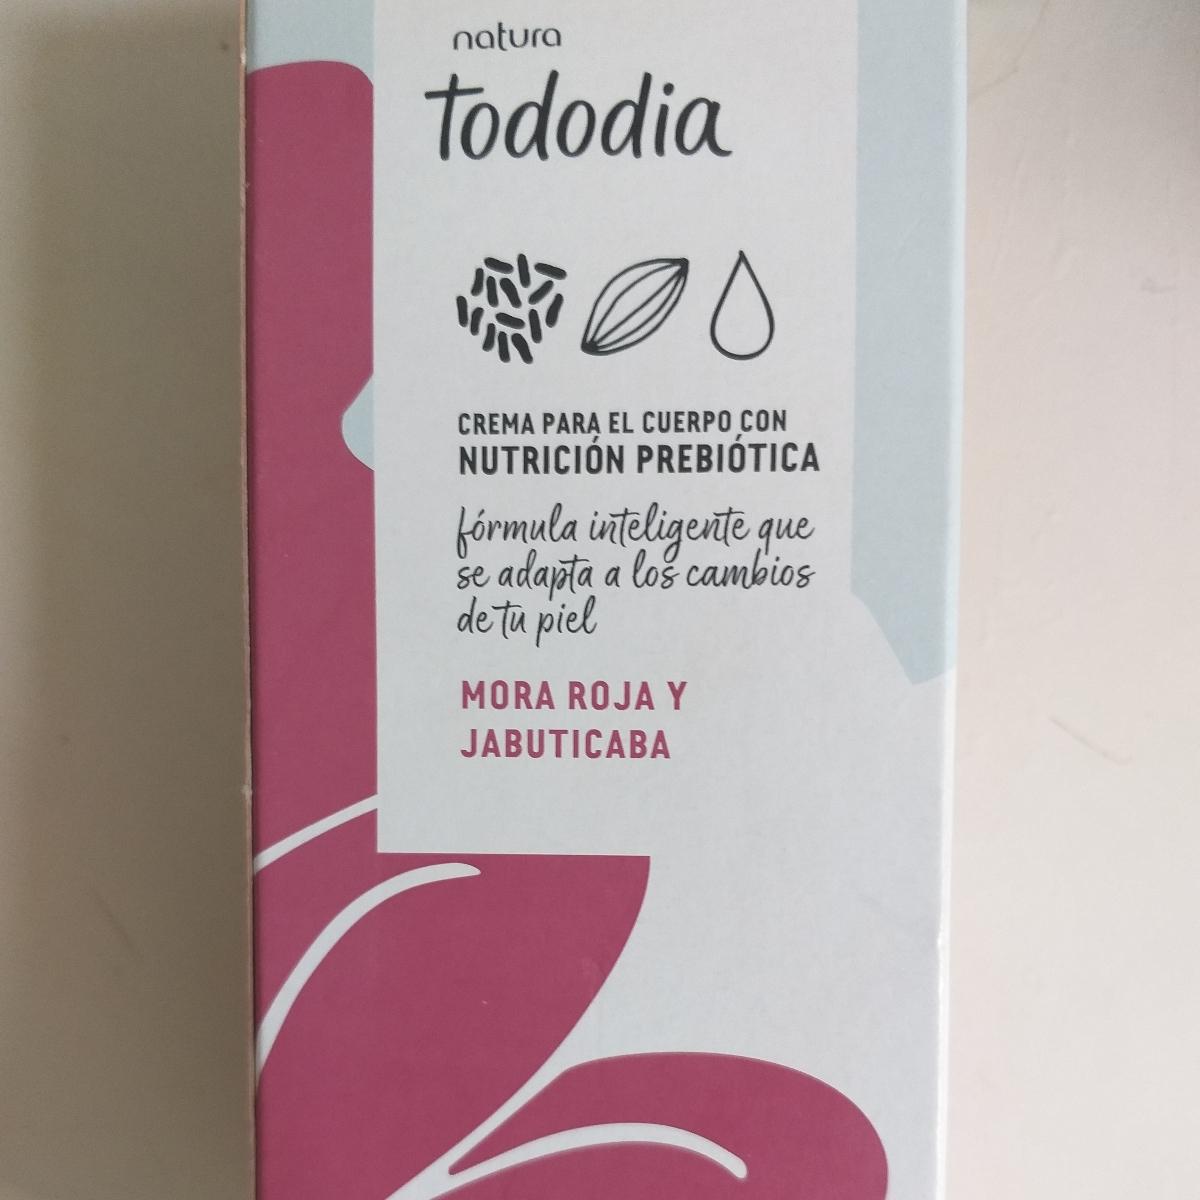 natura
tododia
CREMA PARA EL CUERPO CON
NUTRICIÓN PREBIÓTICA
fórmula inteligente que
se adapta a los cambios
de tu piel
MORA ROJA Y
JABUTICABA